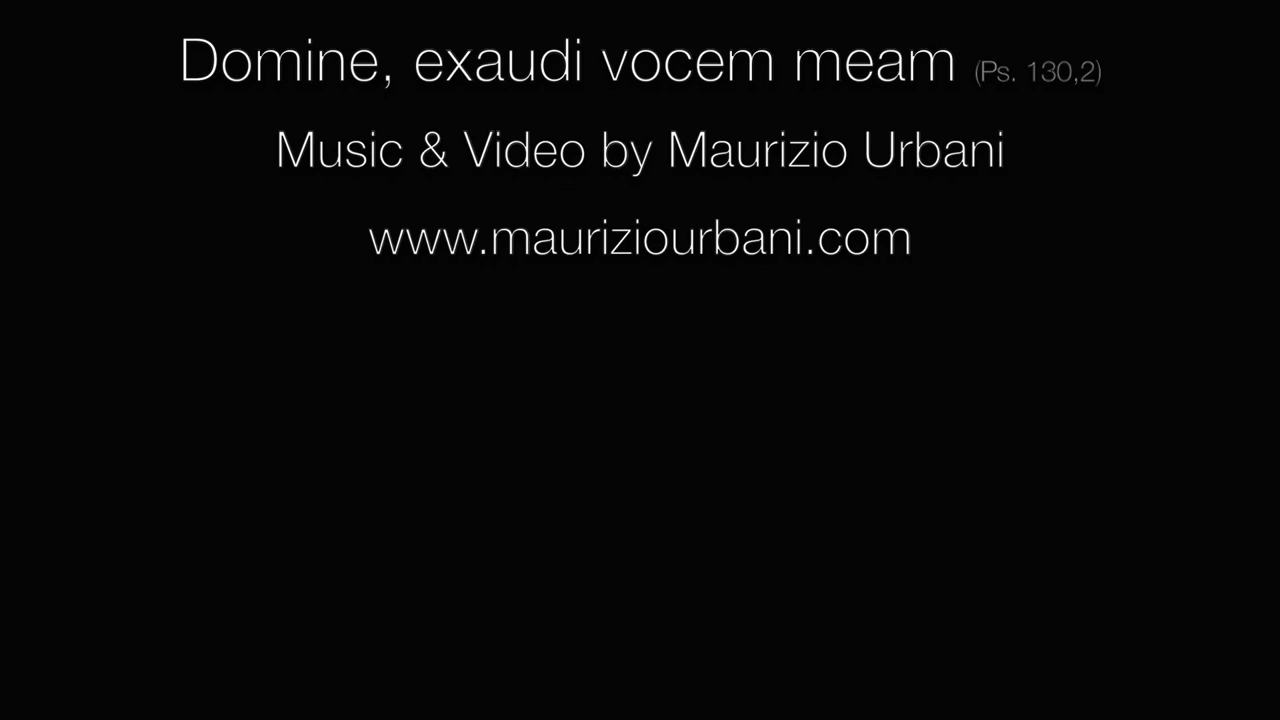 Domine, exaudi vocem meam (Ps. 130,2)
Music & Video by Maurizio Urbani
www.mauriziourbani.com